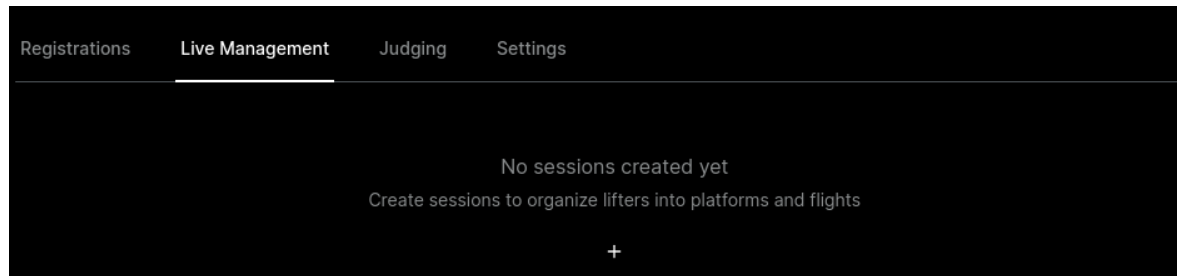 Registrations Live Management Judging Settings
No sessions created yet
Create sessions to organize lifters into platforms and flights
+